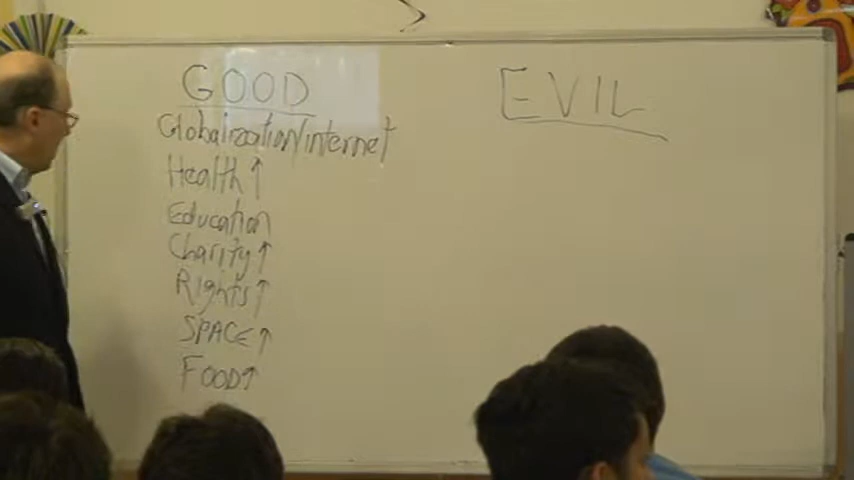 GOOD
EVIL
Globalization/internet
Health ↑
Education
Charity ↑
Rights ↑
SPACE ↑
FOOD ↑